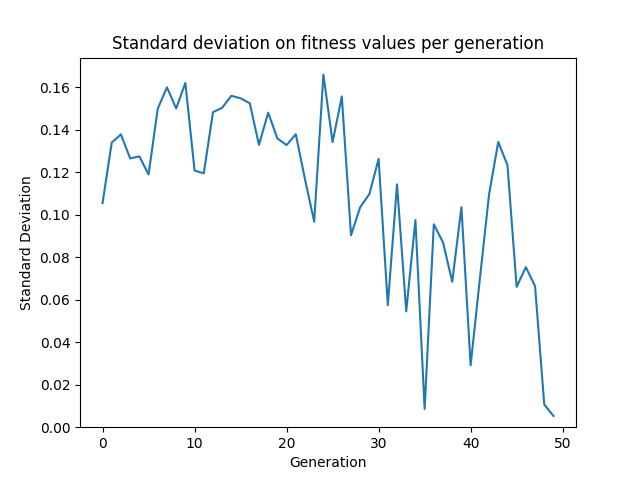 Standard deviation on fitness values per generation
0.16
0.14
0.12
0.10
0.08
0.06
0.04
0.02
0.00
Standard Deviation
0 10 20 30 40 50
Generation